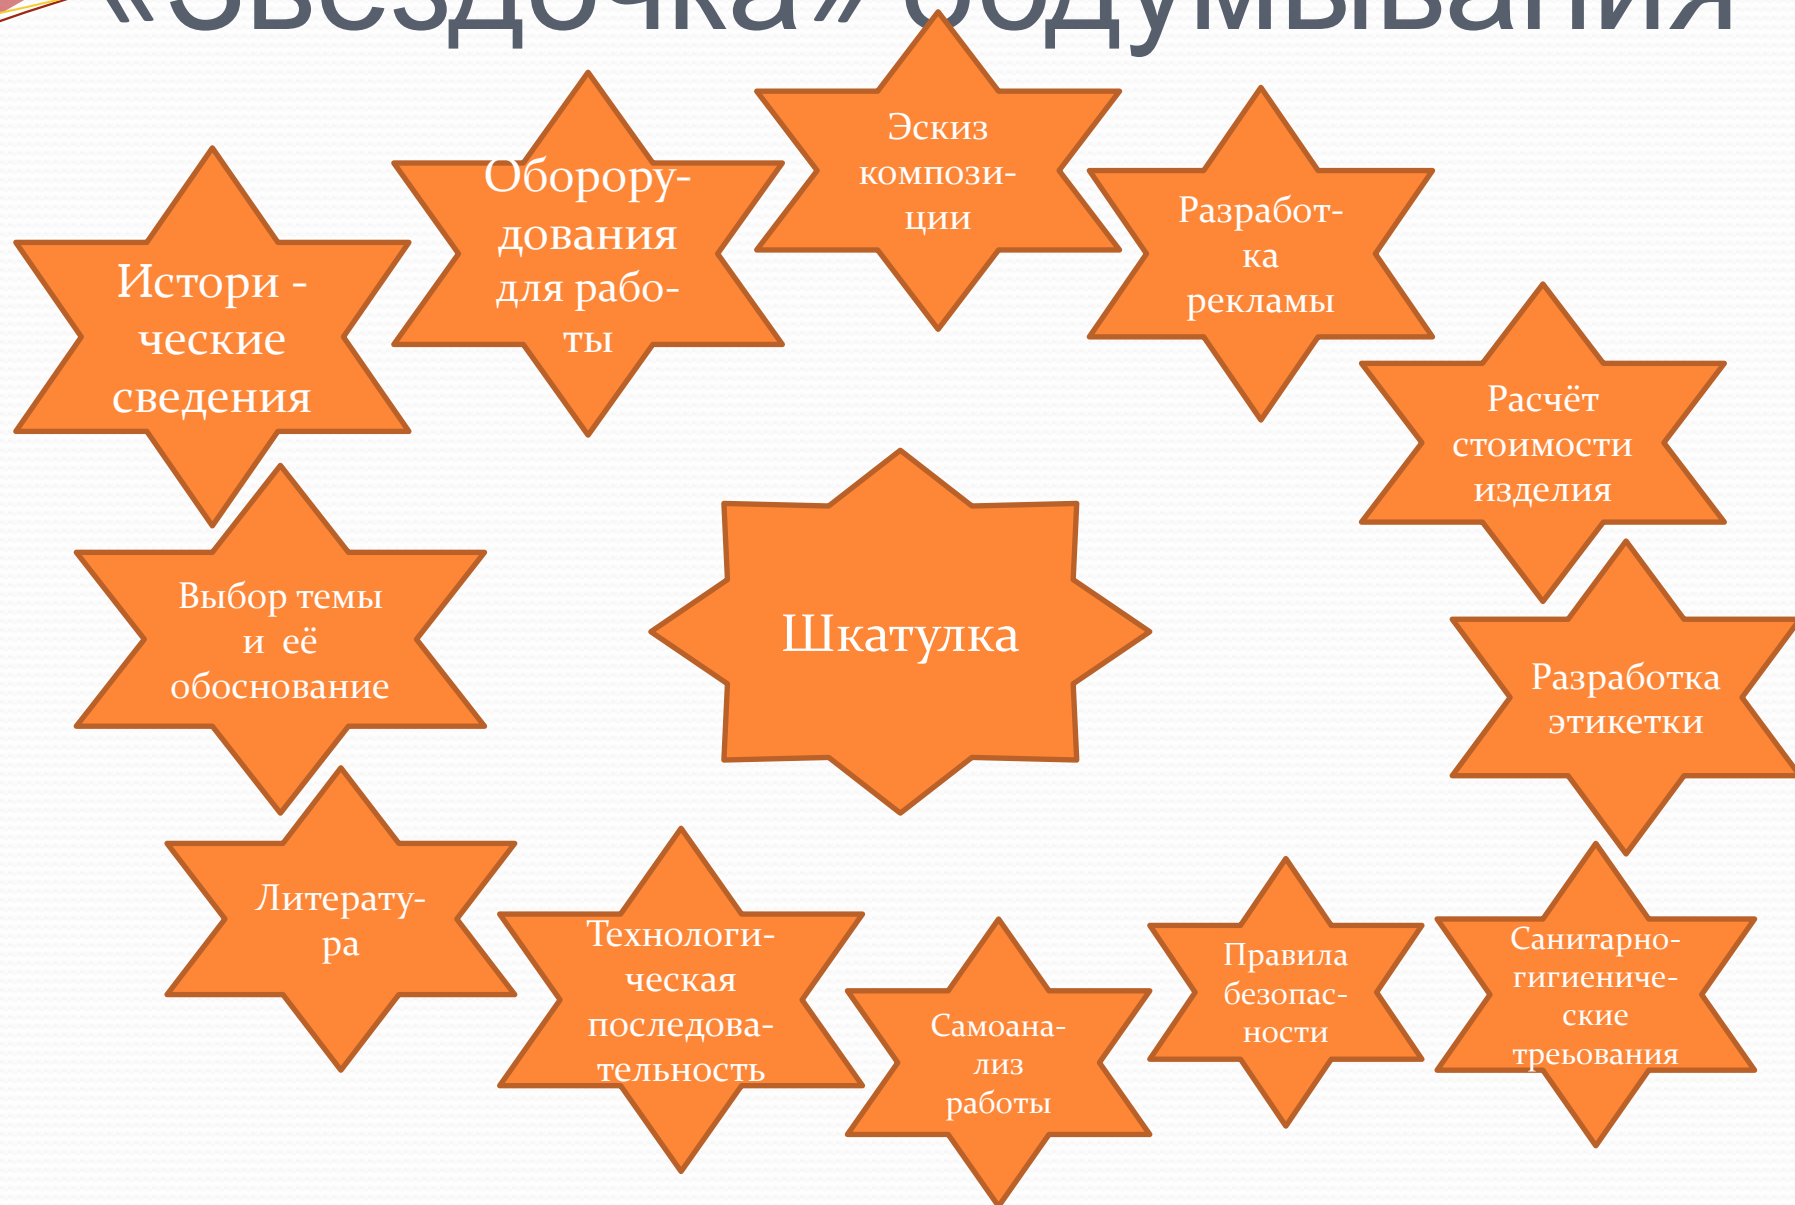 «Звёздочка» обдумывания
Эскиз
компози-
ции
Оборору-
дования
для рабо-
ты
Разработ-
ка
рекламы
Истори -
ческие
сведения
Расчёт
стоимости
изделия
Выбор темы
и её
обоснование
Шкатулка
Разработка
этикетки
Литерату-
ра
Технологи-
ческая
последова-
тельность
Самоана-
лиз
работы
Правила
безопас-
ности
Санитарно-
гигиениче-
ские
треьования